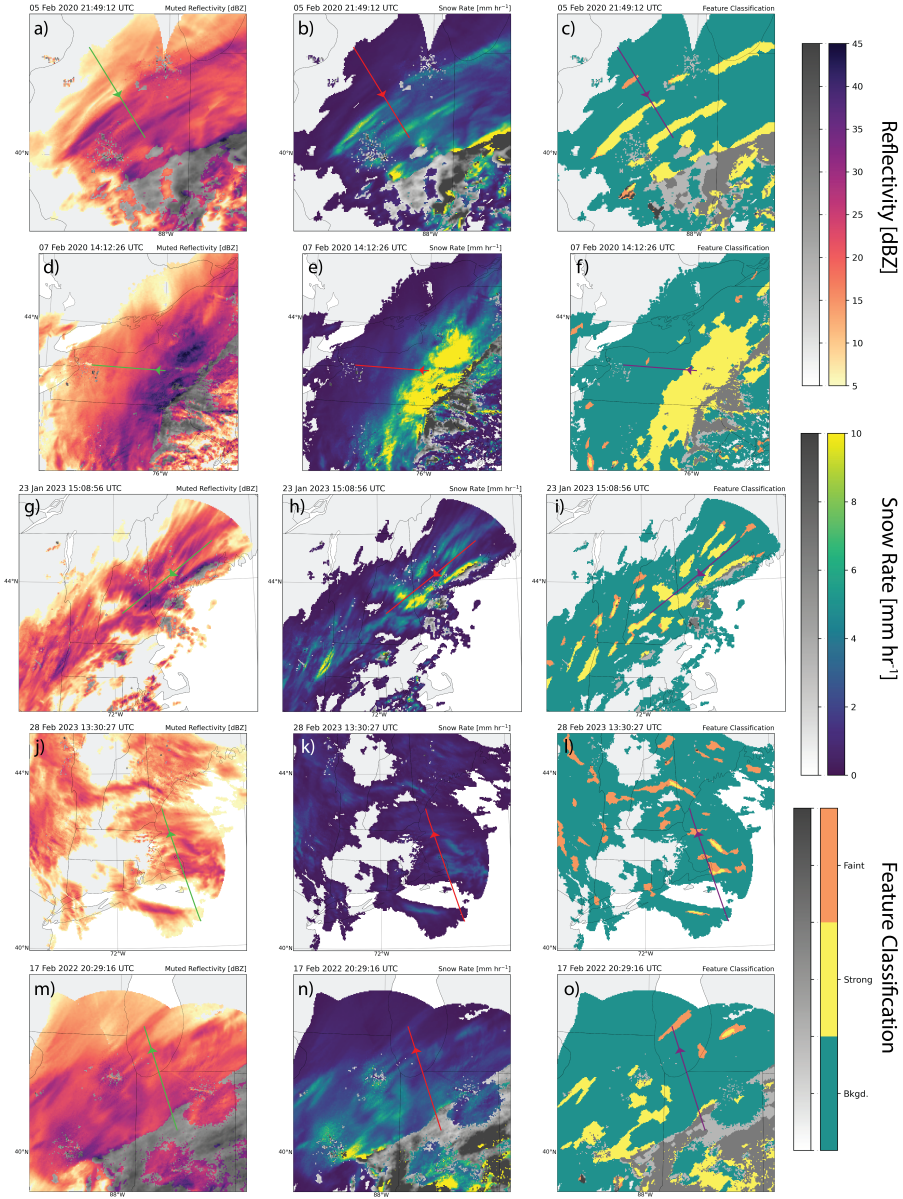 05 Feb 2020 21:49:12 UTC Muted Reflectivity [dBZ]
a)
40°N
88°W
05 Feb 2020 21:49:12 UTC Snow Rate [mm hr⁻¹]
b)
40°N
88°W
05 Feb 2020 21:49:12 UTC Feature Classification
c)
40°N
88°W
07 Feb 2020 14:12:26 UTC Muted Reflectivity [dBZ]
d)
44°N
76°W
07 Feb 2020 14:12:26 UTC Snow Rate [mm hr⁻¹]
e)
44°N
76°W
07 Feb 2020 14:12:26 UTC Feature Classification
f)
44°N
76°W
23 Jan 2023 15:08:56 UTC Muted Reflectivity [dBZ]
g)
44°N
72°W
23 Jan 2023 15:08:56 UTC Snow Rate [mm hr⁻¹]
h)
44°N
72°W
23 Jan 2023 15:08:56 UTC Feature Classification
i)
44°N
72°W
28 Feb 2023 13:30:27 UTC Muted Reflectivity [dBZ]
j)
44°N
40°N
72°W
28 Feb 2023 13:30:27 UTC Snow Rate [mm hr⁻¹]
k)
44°N
40°N
72°W
28 Feb 2023 13:30:27 UTC Feature Classification
l)
44°N
40°N
72°W
17 Feb 2022 20:29:16 UTC Muted Reflectivity [dBZ]
m)
40°N
88°W
17 Feb 2022 20:29:16 UTC Snow Rate [mm hr⁻¹]
n)
40°N
88°W
17 Feb 2022 20:29:16 UTC Feature Classification
o)
40°N
88°W
45
40
35
30
25
20
15
10
5
Reflectivity [dBZ]
10
8
6
4
2
0
Snow Rate [mm hr⁻¹]
Faint
Strong
Bkgd.
Feature Classification